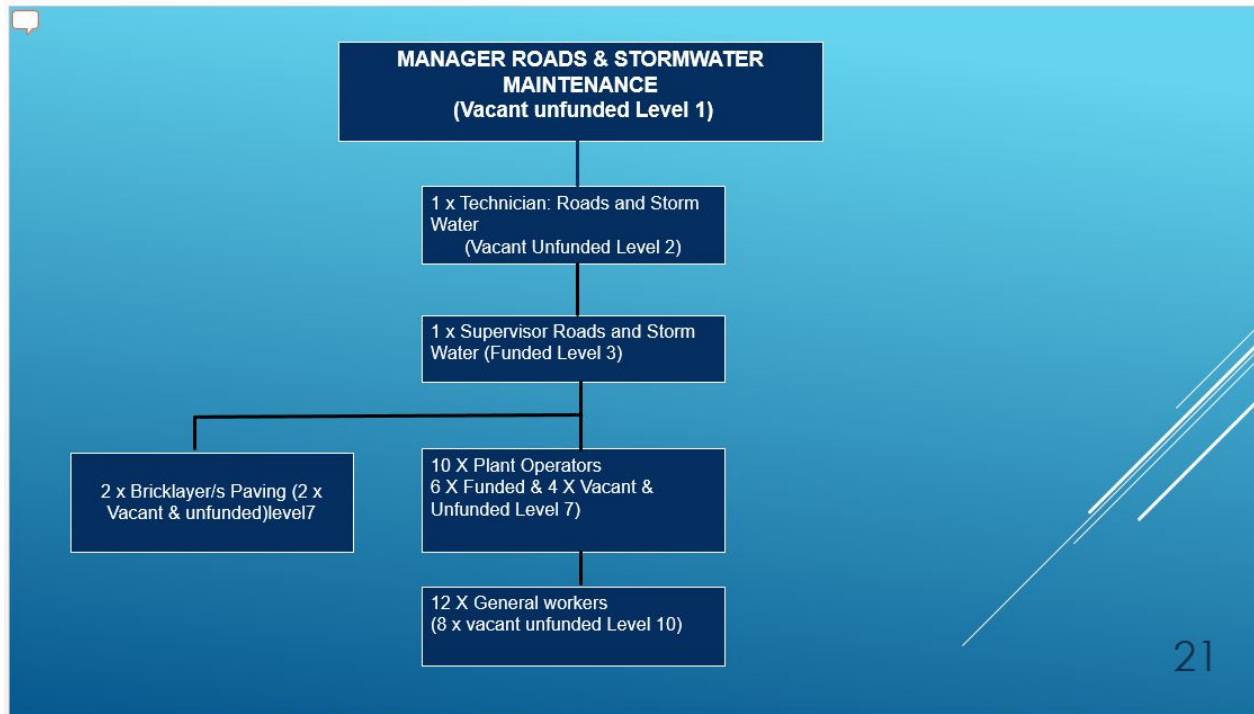 MANAGER ROADS & STORMWATER
MAINTENANCE
(Vacant unfunded Level 1)
1 x Technician: Roads and Storm
Water
(Vacant Unfunded Level 2)
1 x Supervisor Roads and Storm
Water (Funded Level 3)
2 x Bricklayer/s Paving (2 x
Vacant & unfunded)level7
10 X Plant Operators
6 X Funded & 4 X Vacant &
Unfunded Level 7)
12 X General workers
(8 x vacant unfunded Level 10)
21